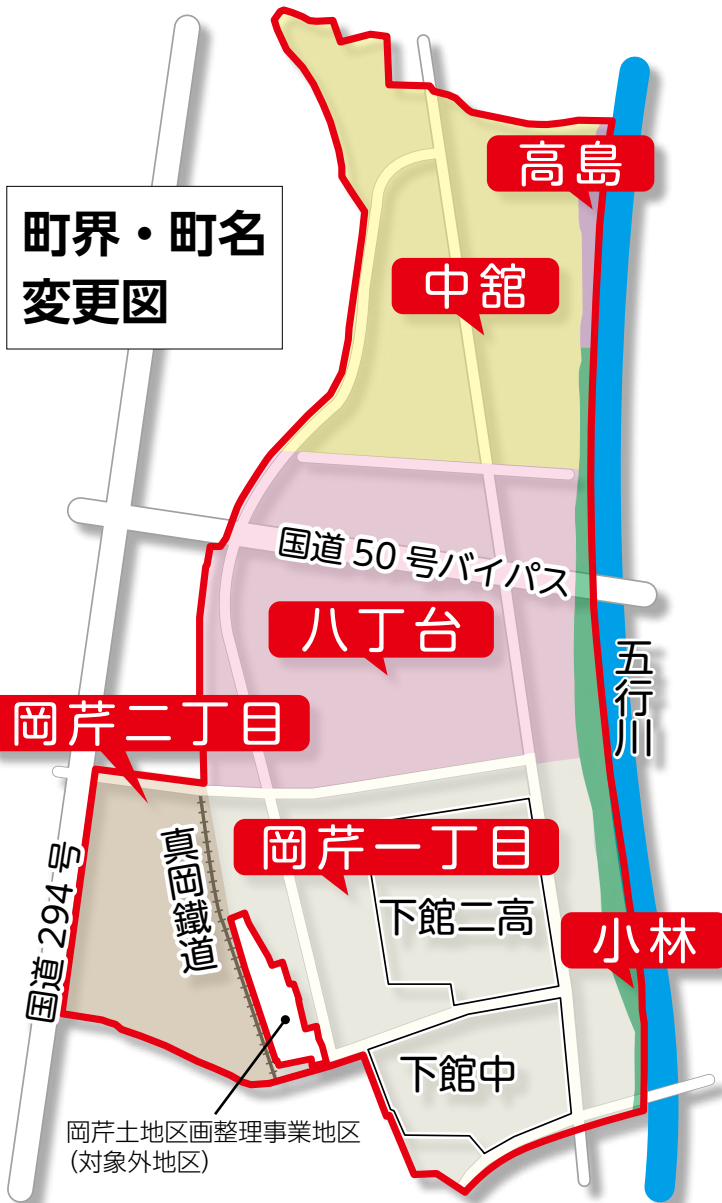 町界・町名
変更図
高島
中舘
国道 50 号バイパス
八丁台
五行川
岡芹二丁目
岡芹一丁目
真岡鐵道
国道 294 号
下館二高
小林
下館中
岡芹土地区画整理事業地区
(対象外地区)